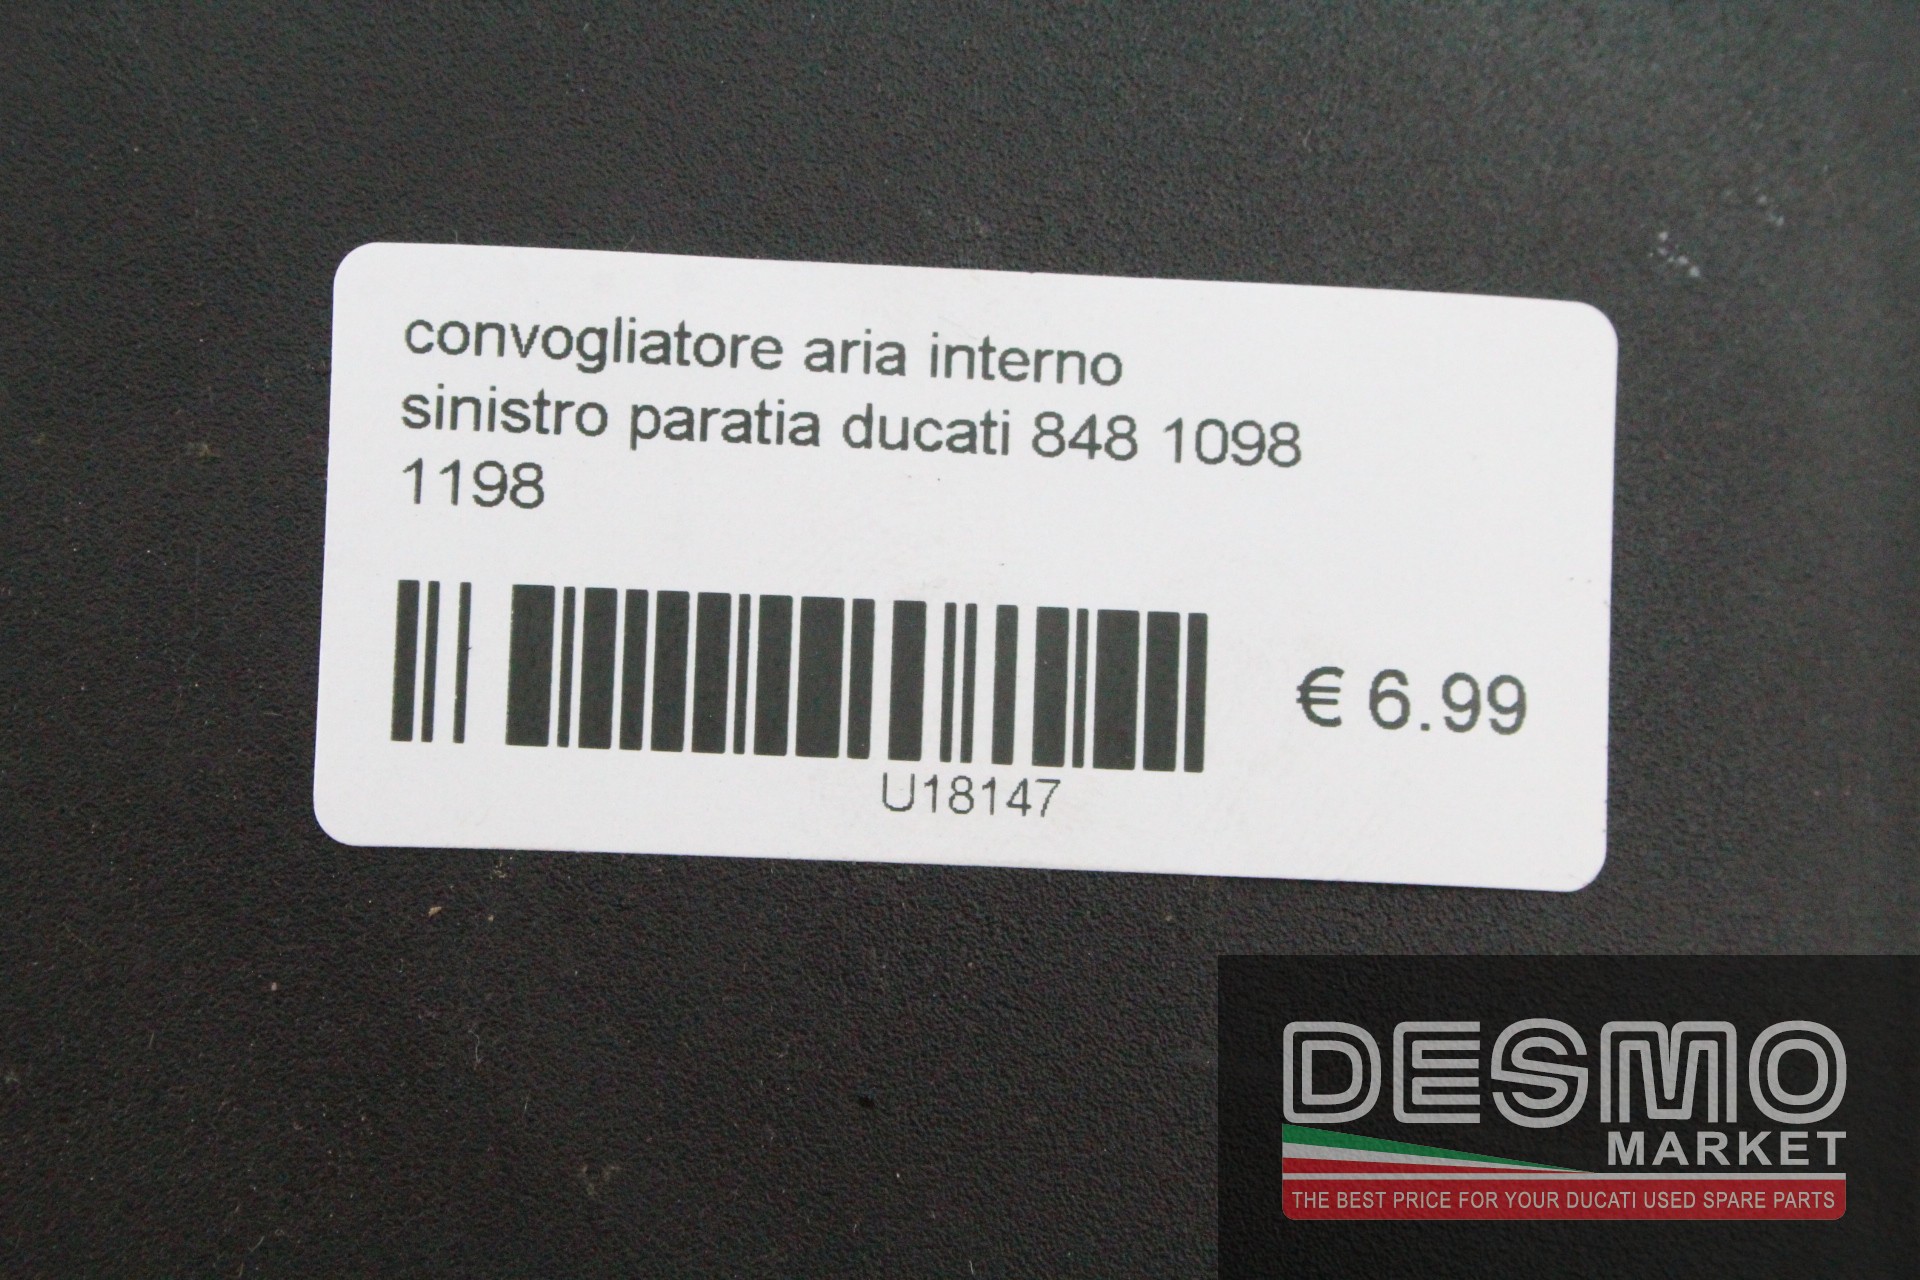 convogliatore aria interno
sinistro paratia ducati 848 1098
1198
€ 6.99
U18147
DESMO
MARKET
THE BEST PRICE FOR YOUR DUCATI USED SPARE PARTS